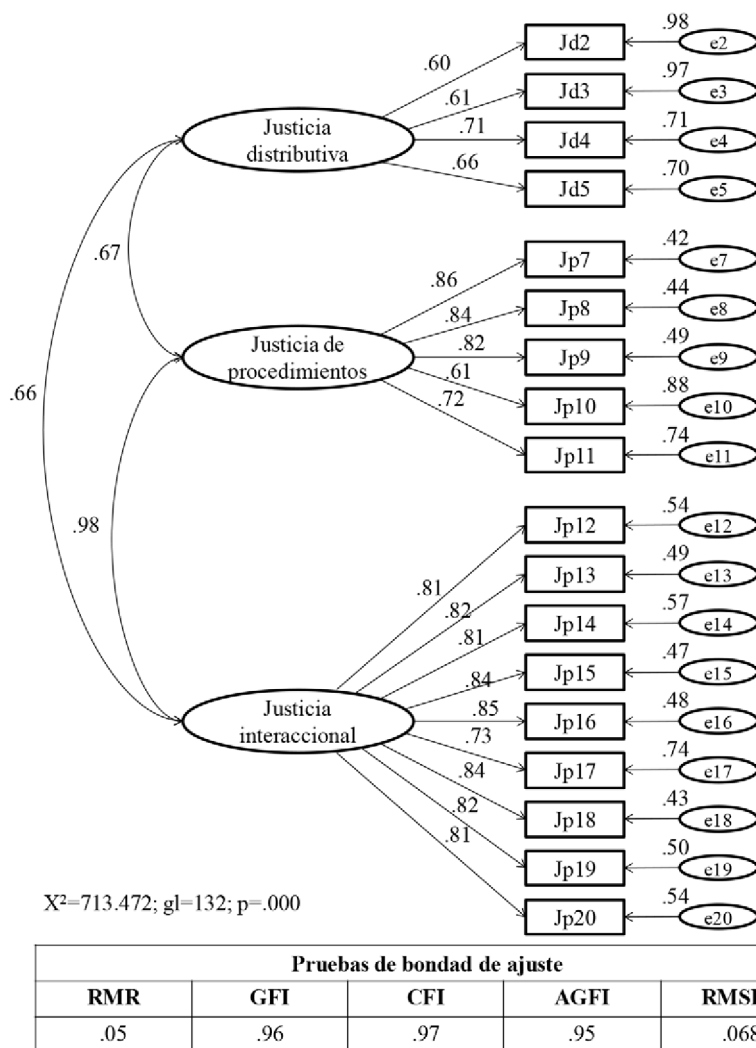 .98
Jd2
e2
.60
.97
Jd3
e3
.61
Justicia
distributiva
.71
Jd4
.71
e4
.66
Jd5
.70
e5
.67
.42
Jp7
e7
.86
.44
Jp8
e8
.84
Justicia de
procedimientos
.82
Jp9
.49
e9
.61
Jp10
.88
e10
.72
Jp11
.74
e11
.66
.98
.54
Jp12
e12
.81
.49
Jp13
e13
.82
.57
Jp14
e14
.81
.47
Jp15
e15
.84
Justicia
interaccional
.85
Jp16
.48
e16
.73
Jp17
.74
e17
.84
Jp18
.43
e18
.82
Jp19
.50
e19
.81
Jp20
.54
e20
X²=713.472; gl=132; p=.000
Pruebas de bondad de ajuste
RMR GFI CFI AGFI
.05 .96 .97 .95 .068